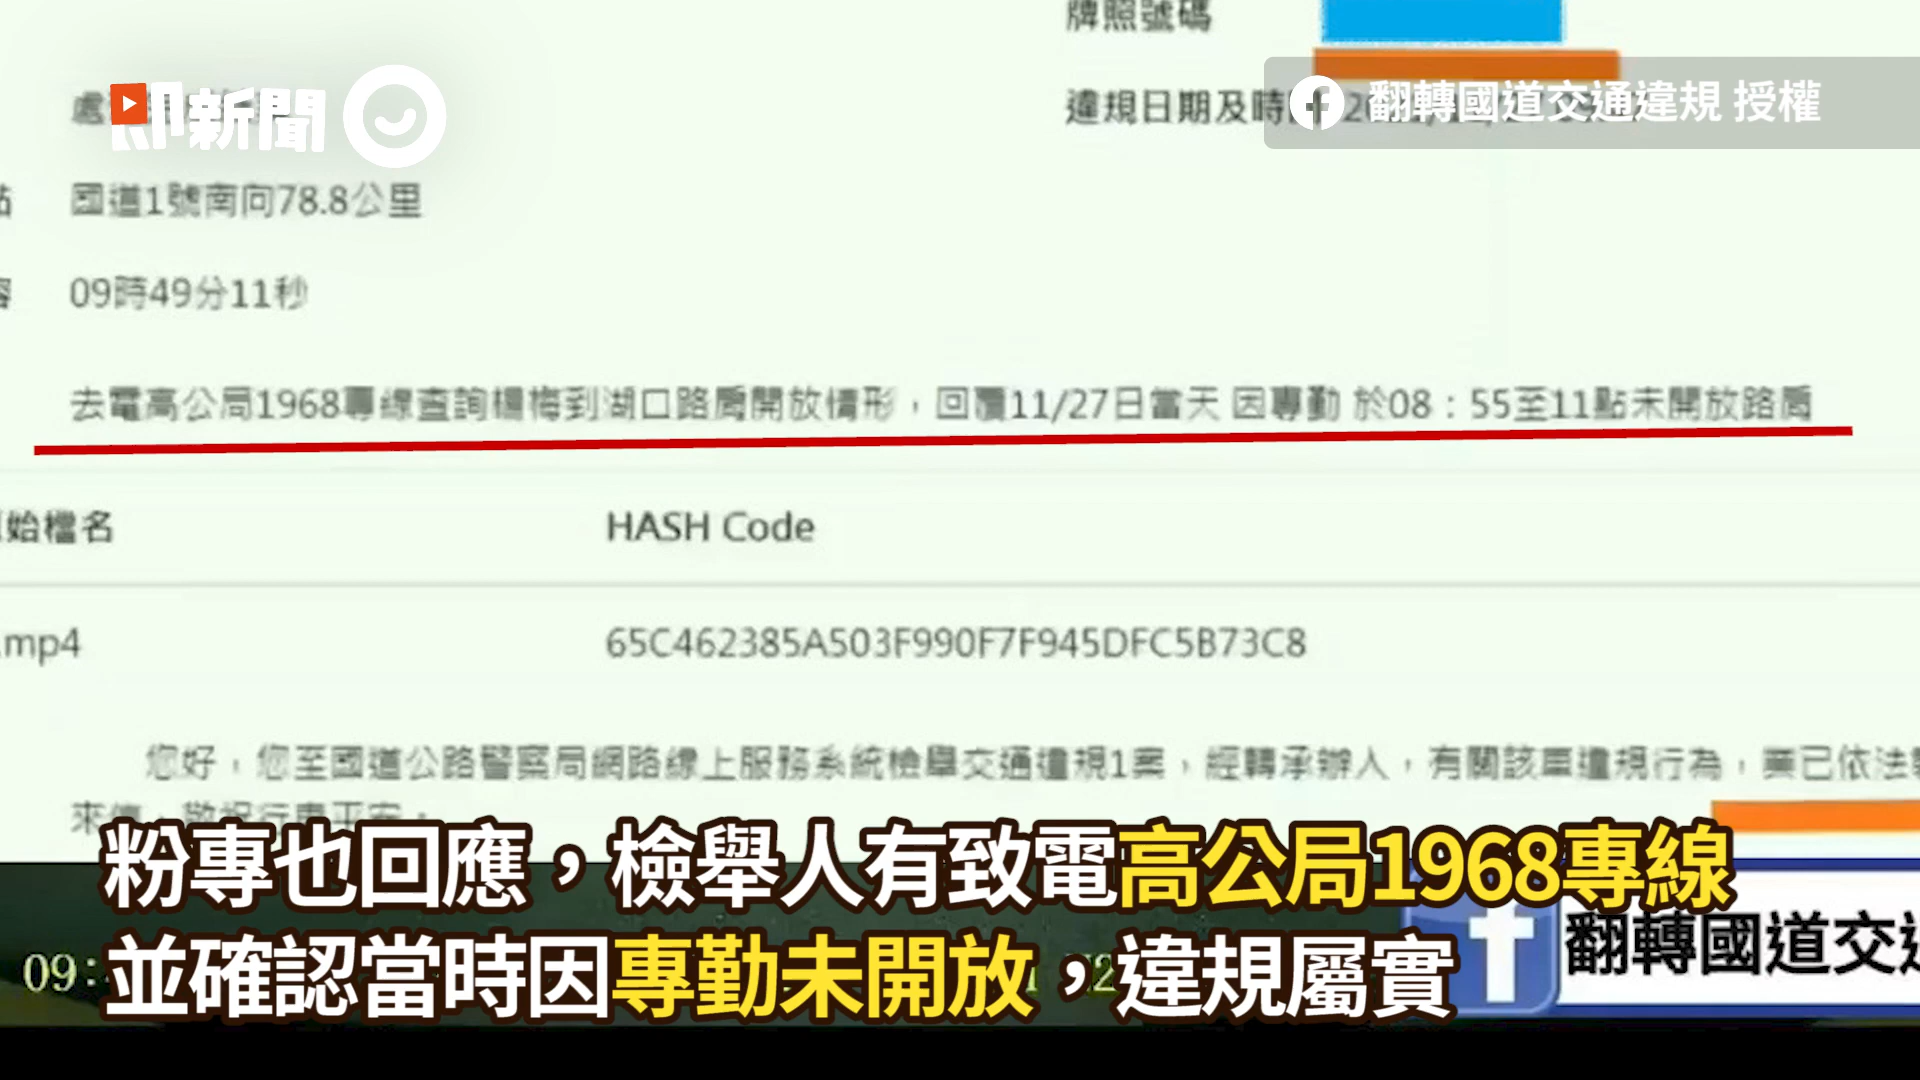 牌照號碼
即新聞
違規日期及時
翻轉國道交通違規 授權
國道1號南向78.8公里
09時49分11秒
去電高公局1968專線查詢楊梅到湖口路肩開放情形，回覆11/27日當天 因專勤 於08：55至11點未開放路肩
始檔名
HASH Code
.mp4
65C462385A503F990F7F945DFC5B73C8
您好，您至國道公路警察局網路線上服務系統檢舉交通違規1案，經轉承辦人，有關該車違規行為，業已依法
粉專也回應，檢舉人有致電高公局1968專線
並確認當時因專勤未開放，違規屬實
09:
翻轉國道交通